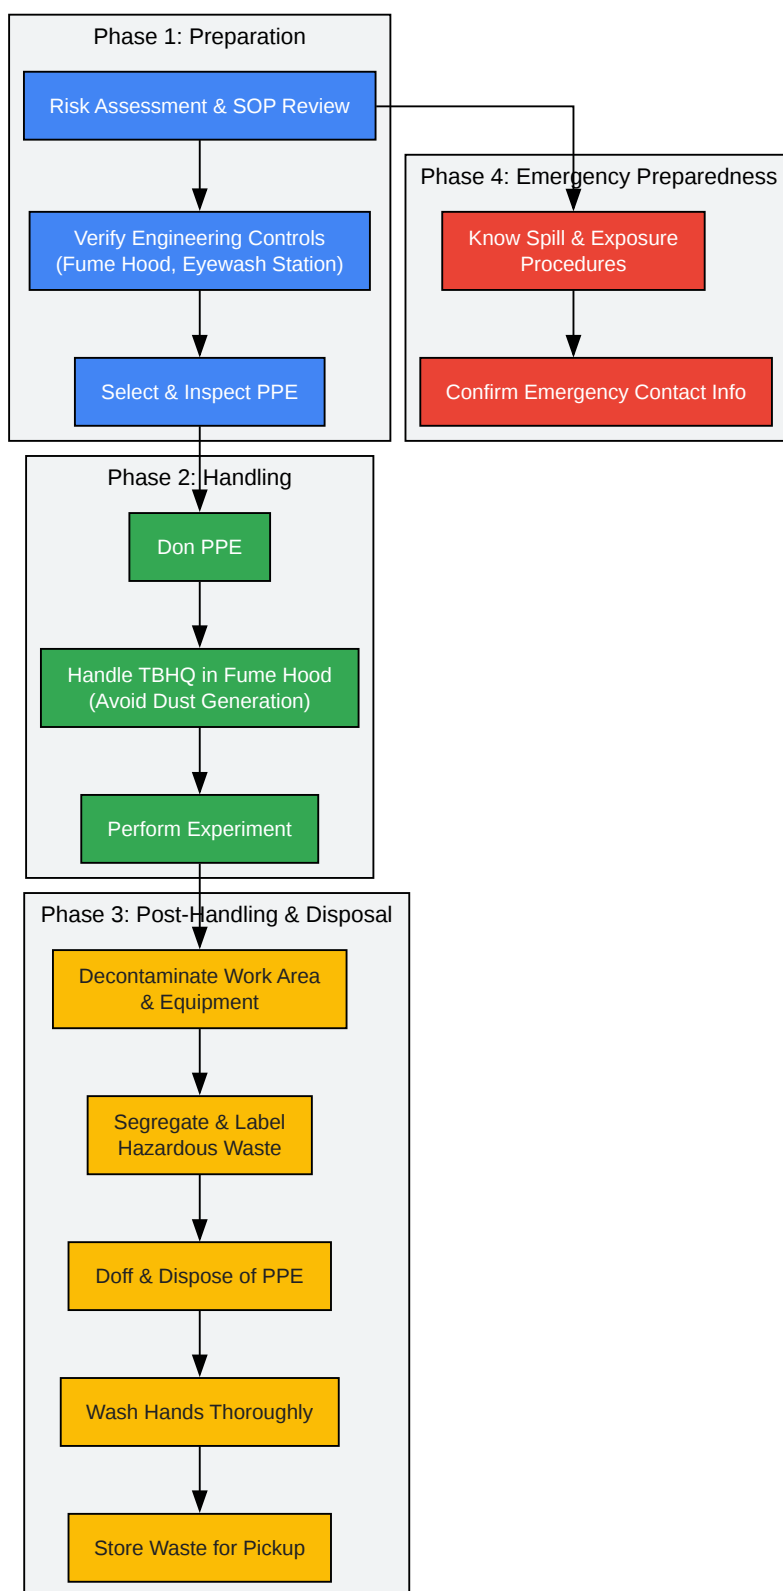 Phase 1: Preparation
Risk Assessment & SOP Review
Verify Engineering Controls
(Fume Hood, Eyewash Station)
Select & Inspect PPE
Phase 4: Emergency Preparedness
Know Spill & Exposure
Procedures
Confirm Emergency Contact Info
Phase 2: Handling
Don PPE
Handle TBHQ in Fume Hood
(Avoid Dust Generation)
Perform Experiment
Phase 3: Post-Handling & Disposal
Decontaminate Work Area
& Equipment
Segregate & Label
Hazardous Waste
Doff & Dispose of PPE
Wash Hands Thoroughly
Store Waste for Pickup